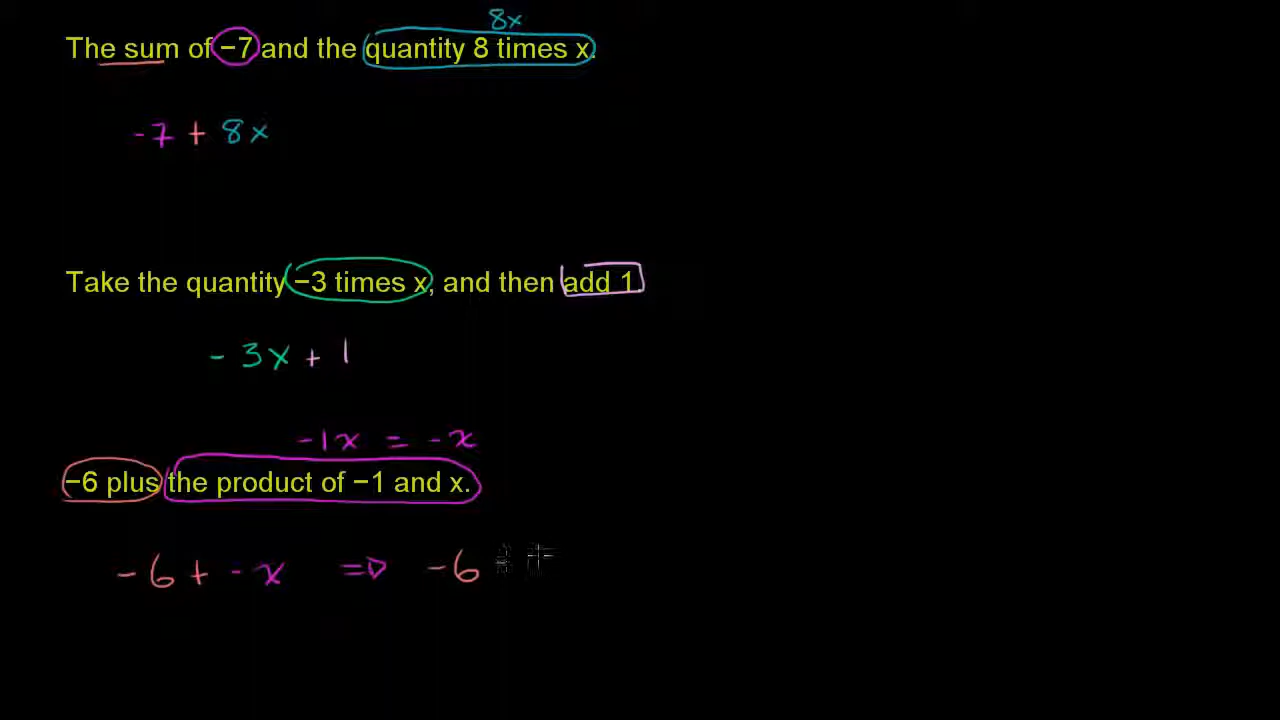 8x
The sum of −7 and the quantity 8 times x.
-7 + 8x
Take the quantity −3 times x, and then add 1.
- 3x + 1
-1x = -x
−6 plus the product of −1 and x.
-6 + -x ⇒ -6